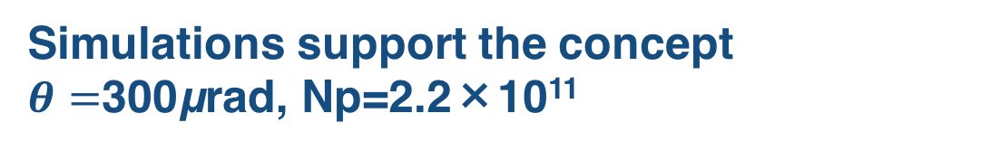 Simulations support the concept
θ =300μrad, Np=2.2×10¹¹